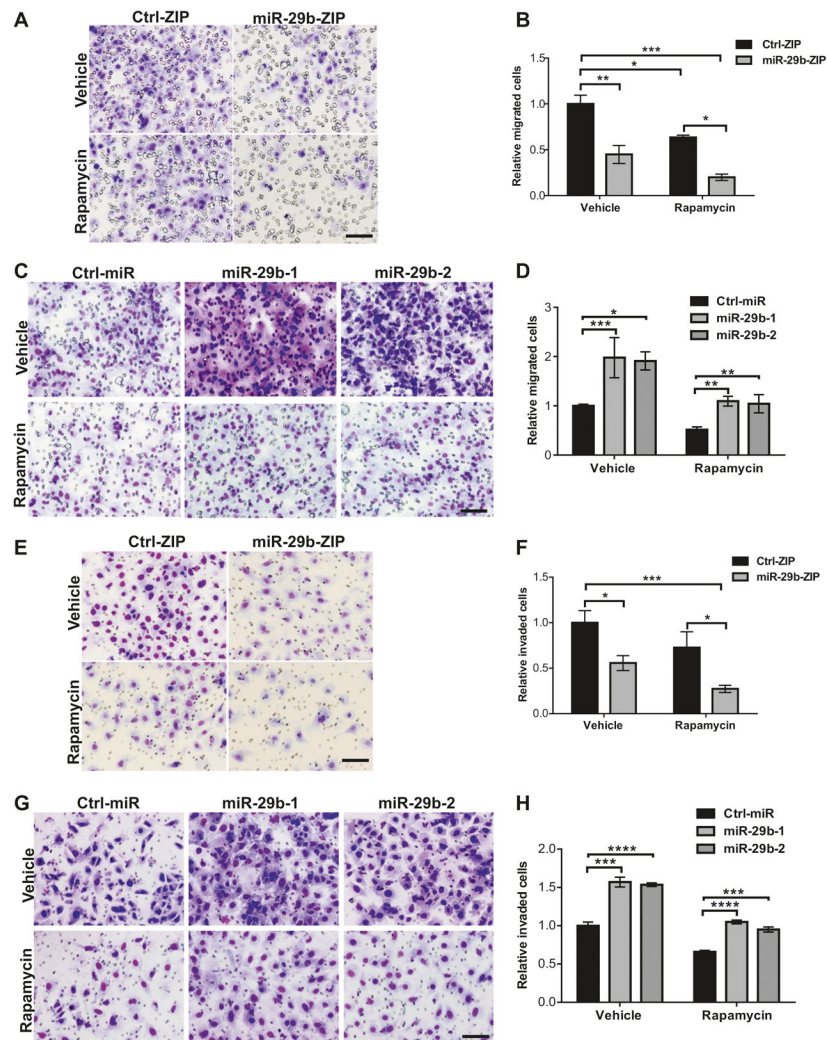 A
Ctrl-ZIP
miR-29b-ZIP
Vehicle
Rapamycin
B
Ctrl-ZIP
miR-29b-ZIP
Relative migrated cells
1.5
1.0
0.5
0.0
***
*
**
*
Vehicle
Rapamycin
C
Ctrl-miR
miR-29b-1
miR-29b-2
Vehicle
Rapamycin
D
Ctrl-miR
miR-29b-1
miR-29b-2
Relative migrated cells
3
2
1
0
*
***
**
**
Vehicle
Rapamycin
E
Ctrl-ZIP
miR-29b-ZIP
Vehicle
Rapamycin
F
Ctrl-ZIP
miR-29b-ZIP
Relative invaded cells
1.5
1.0
0.5
0.0
***
*
*
Vehicle
Rapamycin
G
Ctrl-miR
miR-29b-1
miR-29b-2
Vehicle
Rapamycin
H
Ctrl-miR
miR-29b-1
miR-29b-2
Relative invaded cells
2.0
1.5
1.0
0.5
0.0
****
***
***
****
Vehicle
Rapamycin